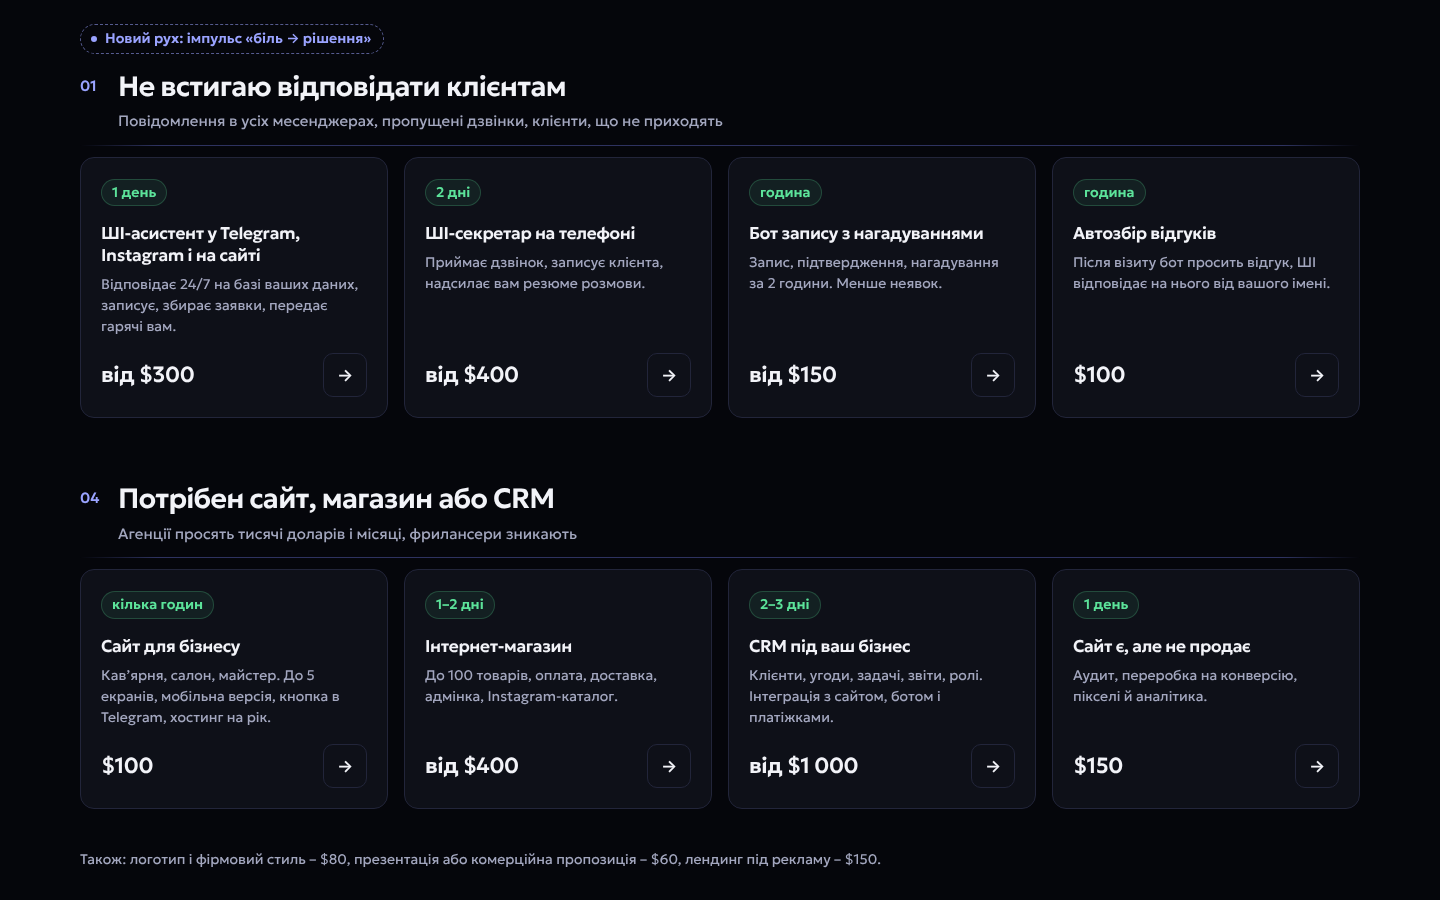 Новий рух: імпульс «біль → рішення»
01 Не встигаю відповідати клієнтам
Повідомлення в усіх месенджерах, пропущені дзвінки, клієнти, що не приходять
1 день
ШІ-асистент у Telegram,
Instagram і на сайті
Відповідає 24/7 на базі ваших даних,
записує, збирає заявки, передає
гарячі вам.
від $300 →
2 дні
ШІ-секретар на телефоні
Приймає дзвінок, записує клієнта,
надсилає вам резюме розмови.
від $400 →
година
Бот запису з нагадуваннями
Запис, підтвердження, нагадування
за 2 години. Менше неявок.
від $150 →
година
Автозбір відгуків
Після візиту бот просить відгук, ШІ
відповідає на нього від вашого імені.
$100 →
04 Потрібен сайт, магазин або CRM
Агенції просять тисячі доларів і місяці, фрилансери зникають
кілька годин
Сайт для бізнесу
Кав’ярня, салон, майстер. До 5
екранів, мобільна версія, кнопка в
Telegram, хостинг на рік.
$100 →
1–2 дні
Інтернет-магазин
До 100 товарів, оплата, доставка,
адмінка, Instagram-каталог.
від $400 →
2–3 дні
CRM під ваш бізнес
Клієнти, угоди, задачі, звіти, ролі.
Інтеграція з сайтом, ботом і
платіжками.
від $1 000 →
1 день
Сайт є, але не продає
Аудит, переробка на конверсію,
пікселі й аналітика.
$150 →
Також: логотип і фірмовий стиль – $80, презентація або комерційна пропозиція – $60, лендинг під рекламу – $150.